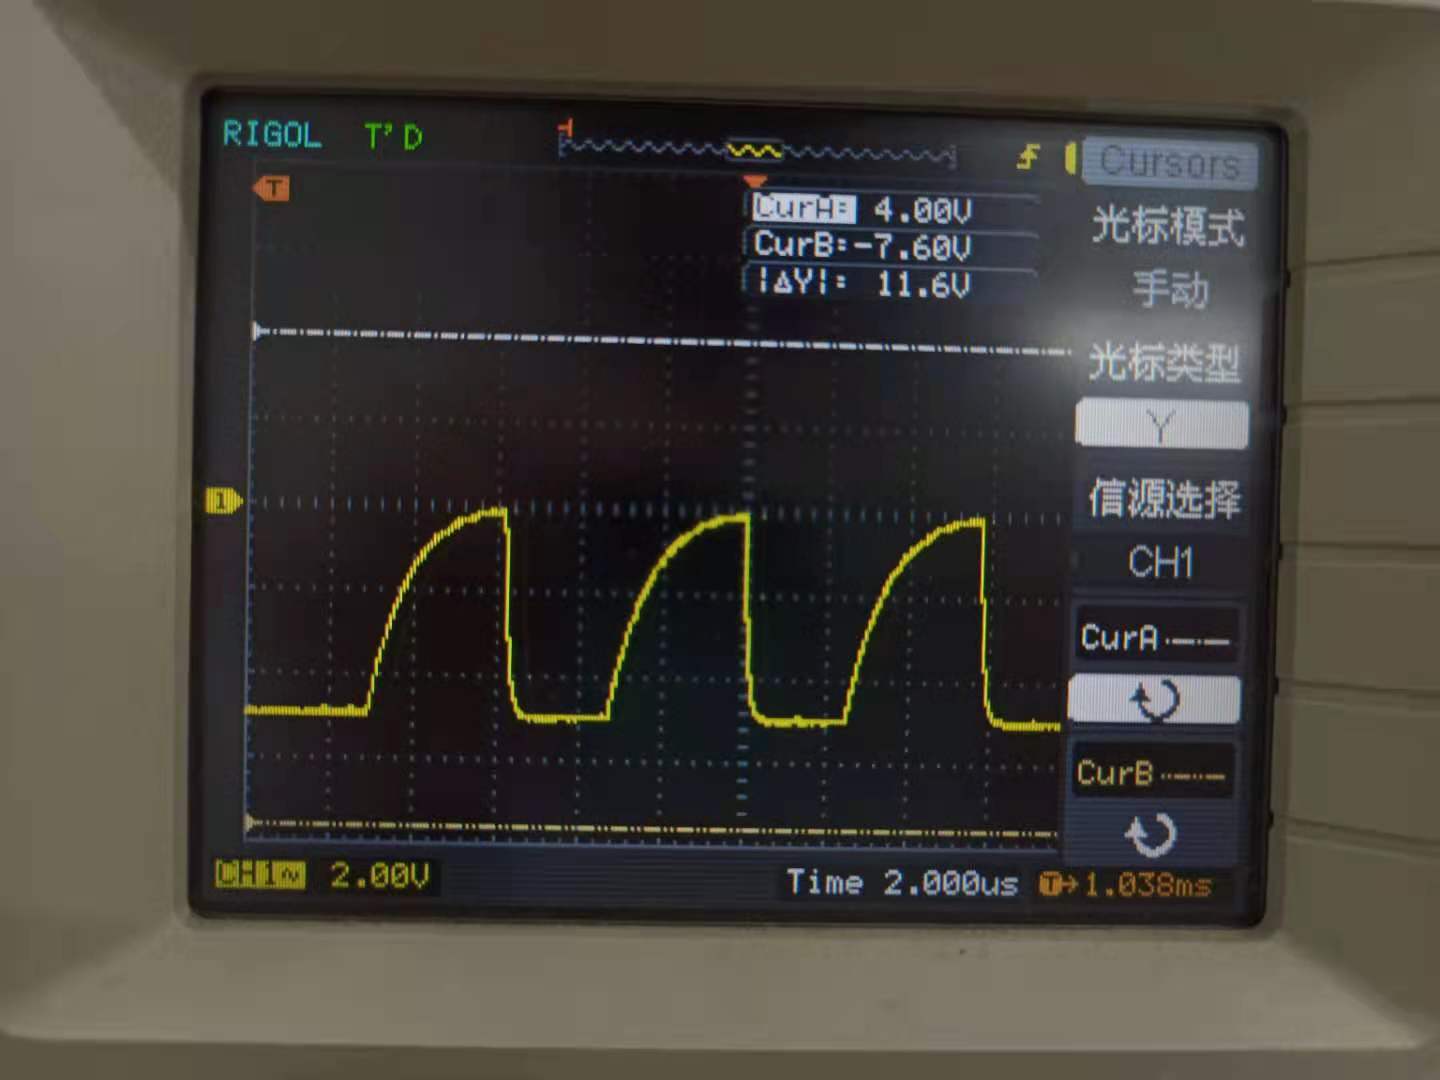 RIGOL T' D
T
Cursors
CurA: 4.00V
CurB:-7.60V
|ΔY|: 11.6V
光标模式
手动
光标类型
Y
1
信源选择
CH1
CurA
CurB
CH1 2.00V Time 2.000us T→1.038ms